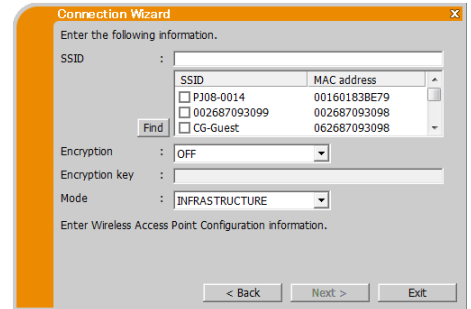 Connection Wizard x
Enter the following information.
SSID :
SSID MAC address
PJ08-0014 00160183BE79
002687093099 002687093098
Find CG-Guest 062687093098
Encryption : OFF
Encryption key :
Mode : INFRASTRUCTURE
Enter Wireless Access Point Configuration information.
< Back Next > Exit